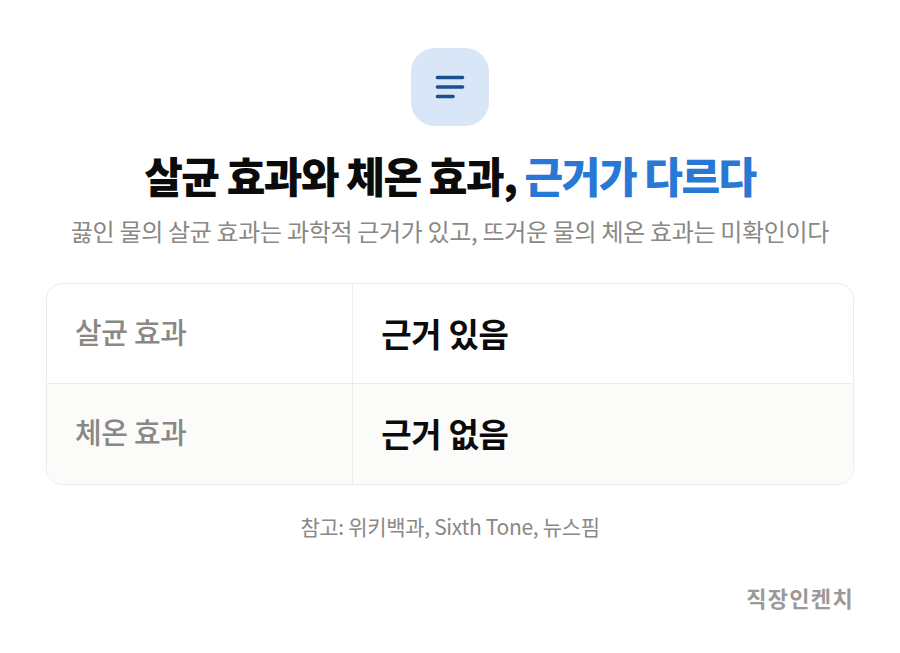 살균 효과와 체온 효과, 근거가 다르다
끓인 물의 살균 효과는 과학적 근거가 있고, 뜨거운 물의 체온 효과는 미확인이다
살균 효과
근거 있음
체온 효과
근거 없음
참고: 위키백과, Sixth Tone, 뉴스핌
직장인켄치